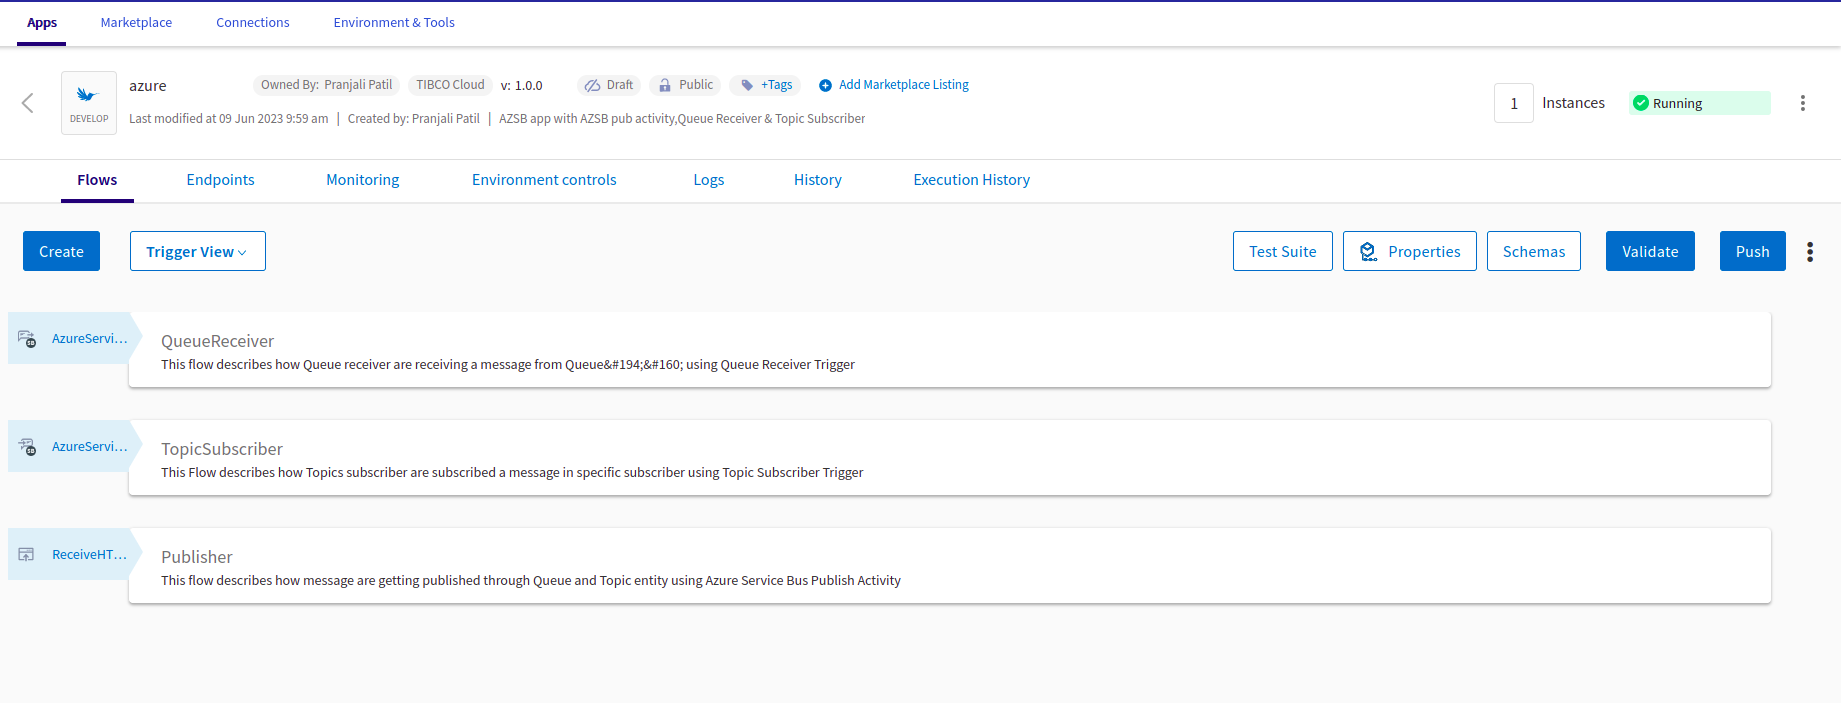 Apps Marketplace Connections Environment & Tools
azure Owned By: Pranjali Patil TIBCO Cloud v: 1.0.0 Draft Public +Tags Add Marketplace Listing
DEVELOP
Last modified at 09 Jun 2023 9:59 am | Created by: Pranjali Patil | AZSB app with AZSB pub activity,Queue Receiver & Topic Subscriber
1 Instances Running
Flows Endpoints Monitoring Environment controls Logs History Execution History
Create Trigger View Test Suite Properties Schemas Validate Push
AzureServi... QueueReceiver
This flow describes how Queue receiver are receiving a message from Queue&#194;&#160; using Queue Receiver Trigger
AzureServi... TopicSubscriber
This Flow describes how Topics subscriber are subscribed a message in specific subscriber using Topic Subscriber Trigger
ReceiveHT... Publisher
This flow describes how message are getting published through Queue and Topic entity using Azure Service Bus Publish Activity